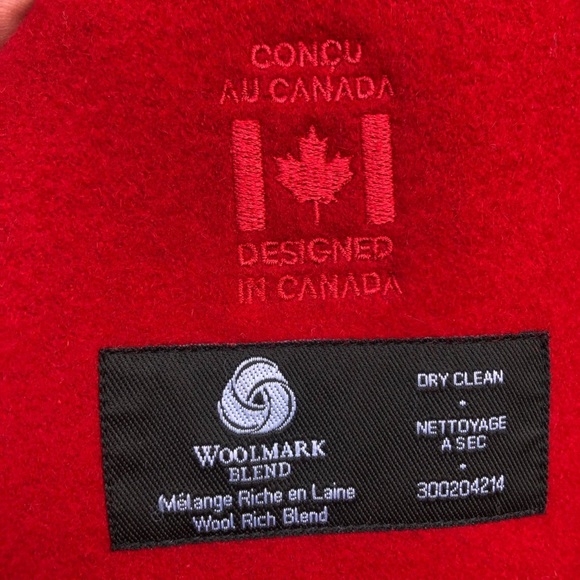 CONÇU
AU CANADA
DESIGNED
IN CANADA
WOOLMARK
BLEND
Mélange Riche en Laine
Wool Rich Blend
DRY CLEAN
NETTOYAGE
A SEC
300204214